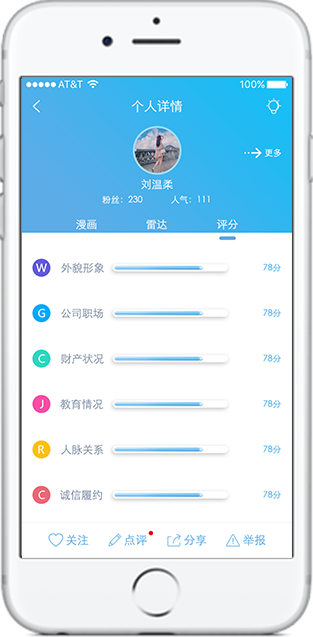 AT&T 100%
个人详情
更多
刘温柔
粉丝：230 人气：111
漫画 雷达 评分
W 外貌形象 78分
G 公司职场 78分
C 财产状况 78分
J 教育情况 78分
R 人脉关系 78分
C 诚信履约 78分
关注 点评 分享 举报